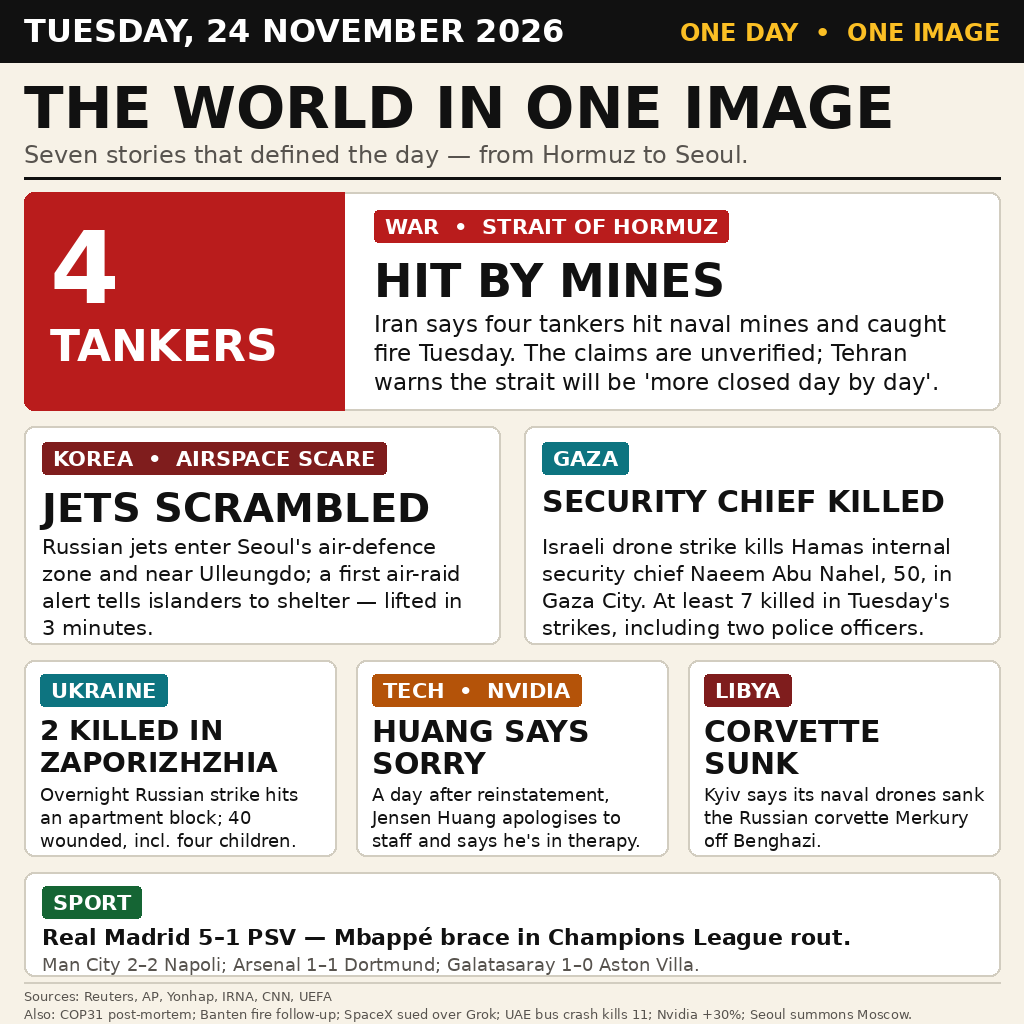 TUESDAY, 24 NOVEMBER 2026
ONE DAY • ONE IMAGE
THE WORLD IN ONE IMAGE
Seven stories that defined the day — from Hormuz to Seoul.
4
TANKERS
WAR • STRAIT OF HORMUZ
HIT BY MINES
Iran says four tankers hit naval mines and caught
fire Tuesday. The claims are unverified; Tehran
warns the strait will be 'more closed day by day'.
KOREA • AIRSPACE SCARE
JETS SCRAMBLED
Russian jets enter Seoul's air-defence
zone and near Ulleungdo; a first air-raid
alert tells islanders to shelter — lifted in
3 minutes.
GAZA
SECURITY CHIEF KILLED
Israeli drone strike kills Hamas internal
security chief Naeem Abu Nahel, 50, in
Gaza City. At least 7 killed in Tuesday's
strikes, including two police officers.
UKRAINE
2 KILLED IN
ZAPORIZHZHIA
Overnight Russian strike hits
an apartment block; 40
wounded, incl. four children.
TECH • NVIDIA
HUANG SAYS
SORRY
A day after reinstatement,
Jensen Huang apologises to
staff and says he's in therapy.
LIBYA
CORVETTE
SUNK
Kyiv says its naval drones sank
the Russian corvette Merkury
off Benghazi.
SPORT
Real Madrid 5–1 PSV — Mbappé brace in Champions League rout.
Man City 2–2 Napoli; Arsenal 1–1 Dortmund; Galatasaray 1–0 Aston Villa.
Sources: Reuters, AP, Yonhap, IRNA, CNN, UEFA
Also: COP31 post-mortem; Banten fire follow-up; SpaceX sued over Grok; UAE bus crash kills 11; Nvidia +30%; Seoul summons Moscow.